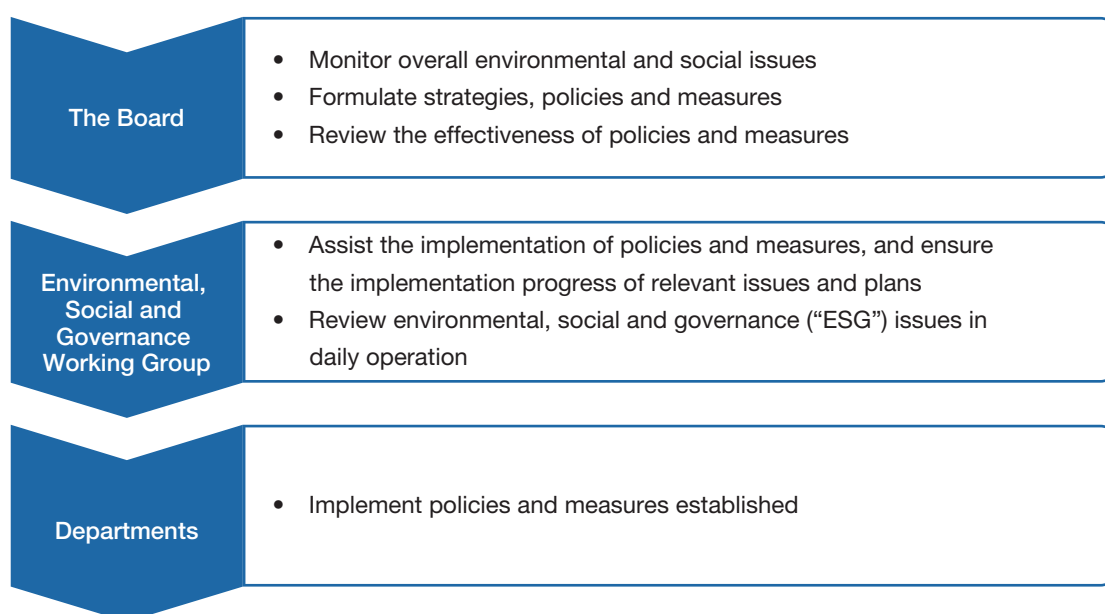 The Board
• Monitor overall environmental and social issues
• Formulate strategies, policies and measures
• Review the effectiveness of policies and measures
Environmental,
Social and
Governance
Working Group
• Assist the implementation of policies and measures, and ensure
the implementation progress of relevant issues and plans
• Review environmental, social and governance (“ESG”) issues in
daily operation
Departments
• Implement policies and measures established